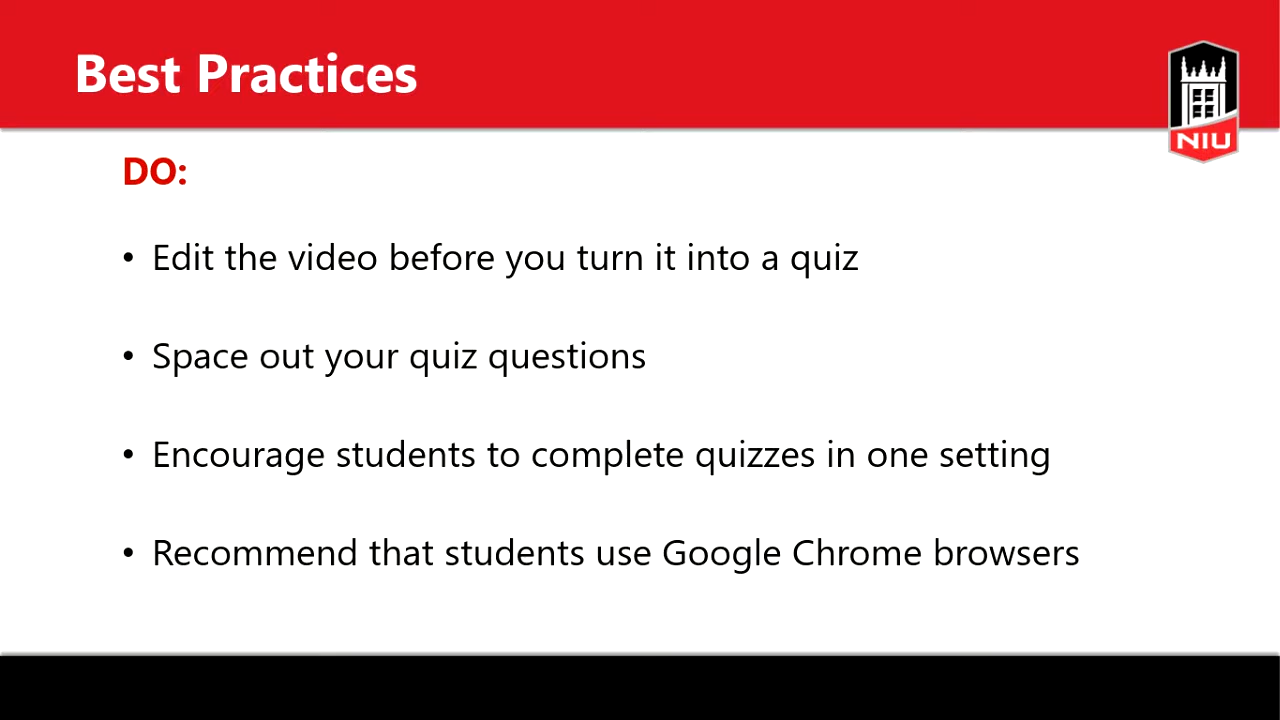 Best Practices
NIU
DO:
• Edit the video before you turn it into a quiz
• Space out your quiz questions
• Encourage students to complete quizzes in one setting
• Recommend that students use Google Chrome browsers